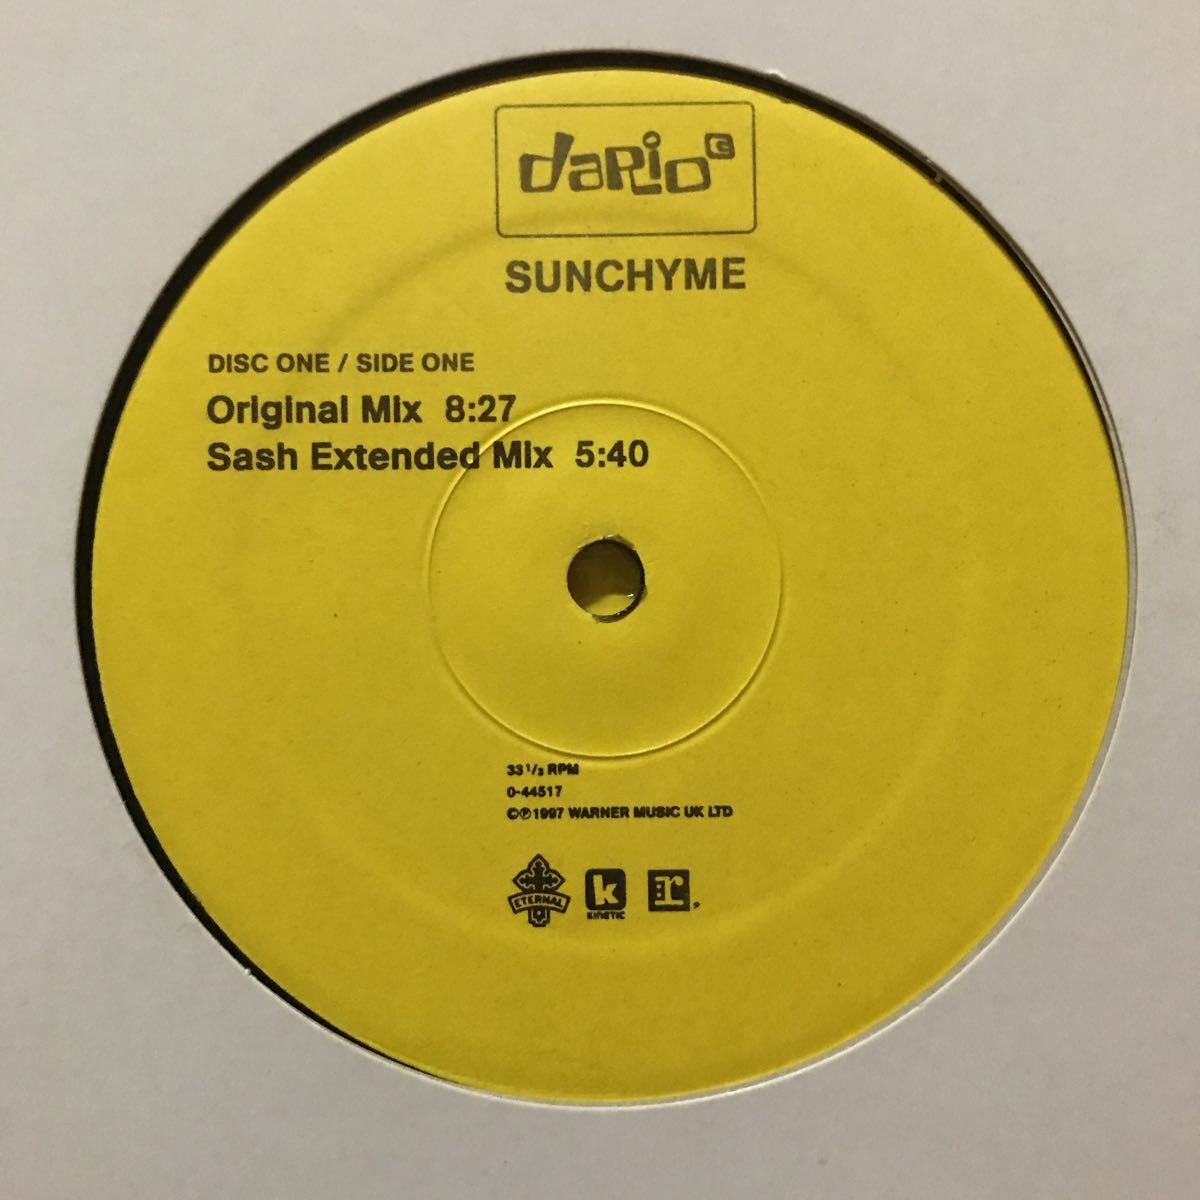 dario G
SUNCHYME
DISC ONE / SIDE ONE
Original Mix 8:27
Sash Extended Mix 5:40
33 1/3 RPM
0-44517
©℗1997 WARNER MUSIC UK LTD
ETERNAL
k
KINETIC
r
®